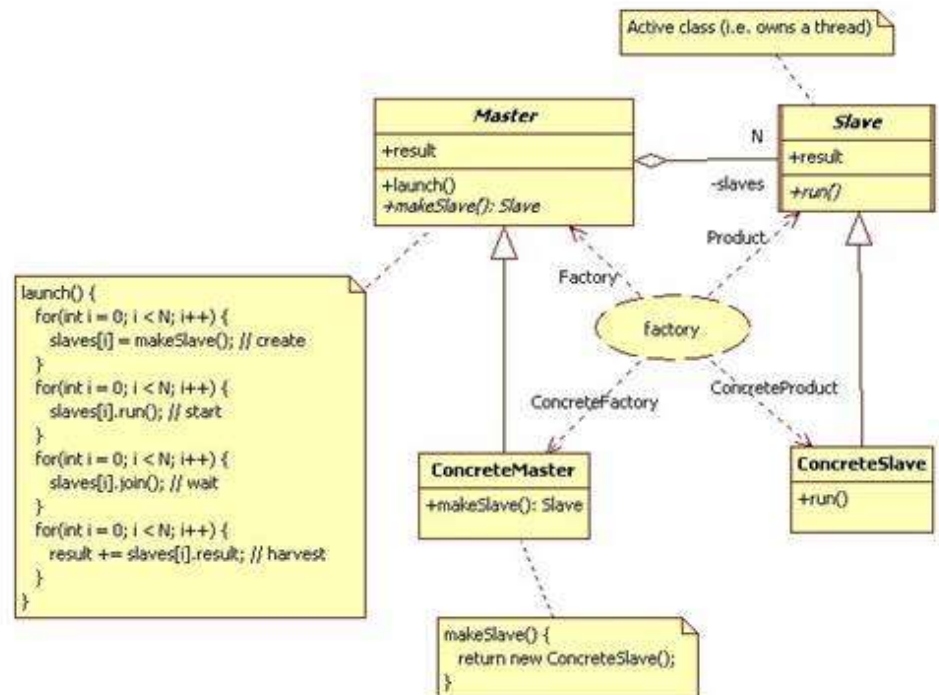 Active class (i.e. owns a thread)
Master
+result
+launch()
+makeSlave(): Slave
N
-slaves
Slave
+result
+run()
Product
Factory
factory
ConcreteFactory
ConcreteProduct
launch() {
for(int i = 0; i < N; i++) {
slaves[i] = makeSlave(); // create
}
for(int i = 0; i < N; i++) {
slaves[i].run(); // start
}
for(int i = 0; i < N; i++) {
slaves[i].join(); // wait
}
for(int i = 0; i < N; i++) {
result += slaves[i].result; // harvest
}
}
ConcreteMaster
+makeSlave(): Slave
ConcreteSlave
+run()
makeSlave() {
return new ConcreteSlave();
}